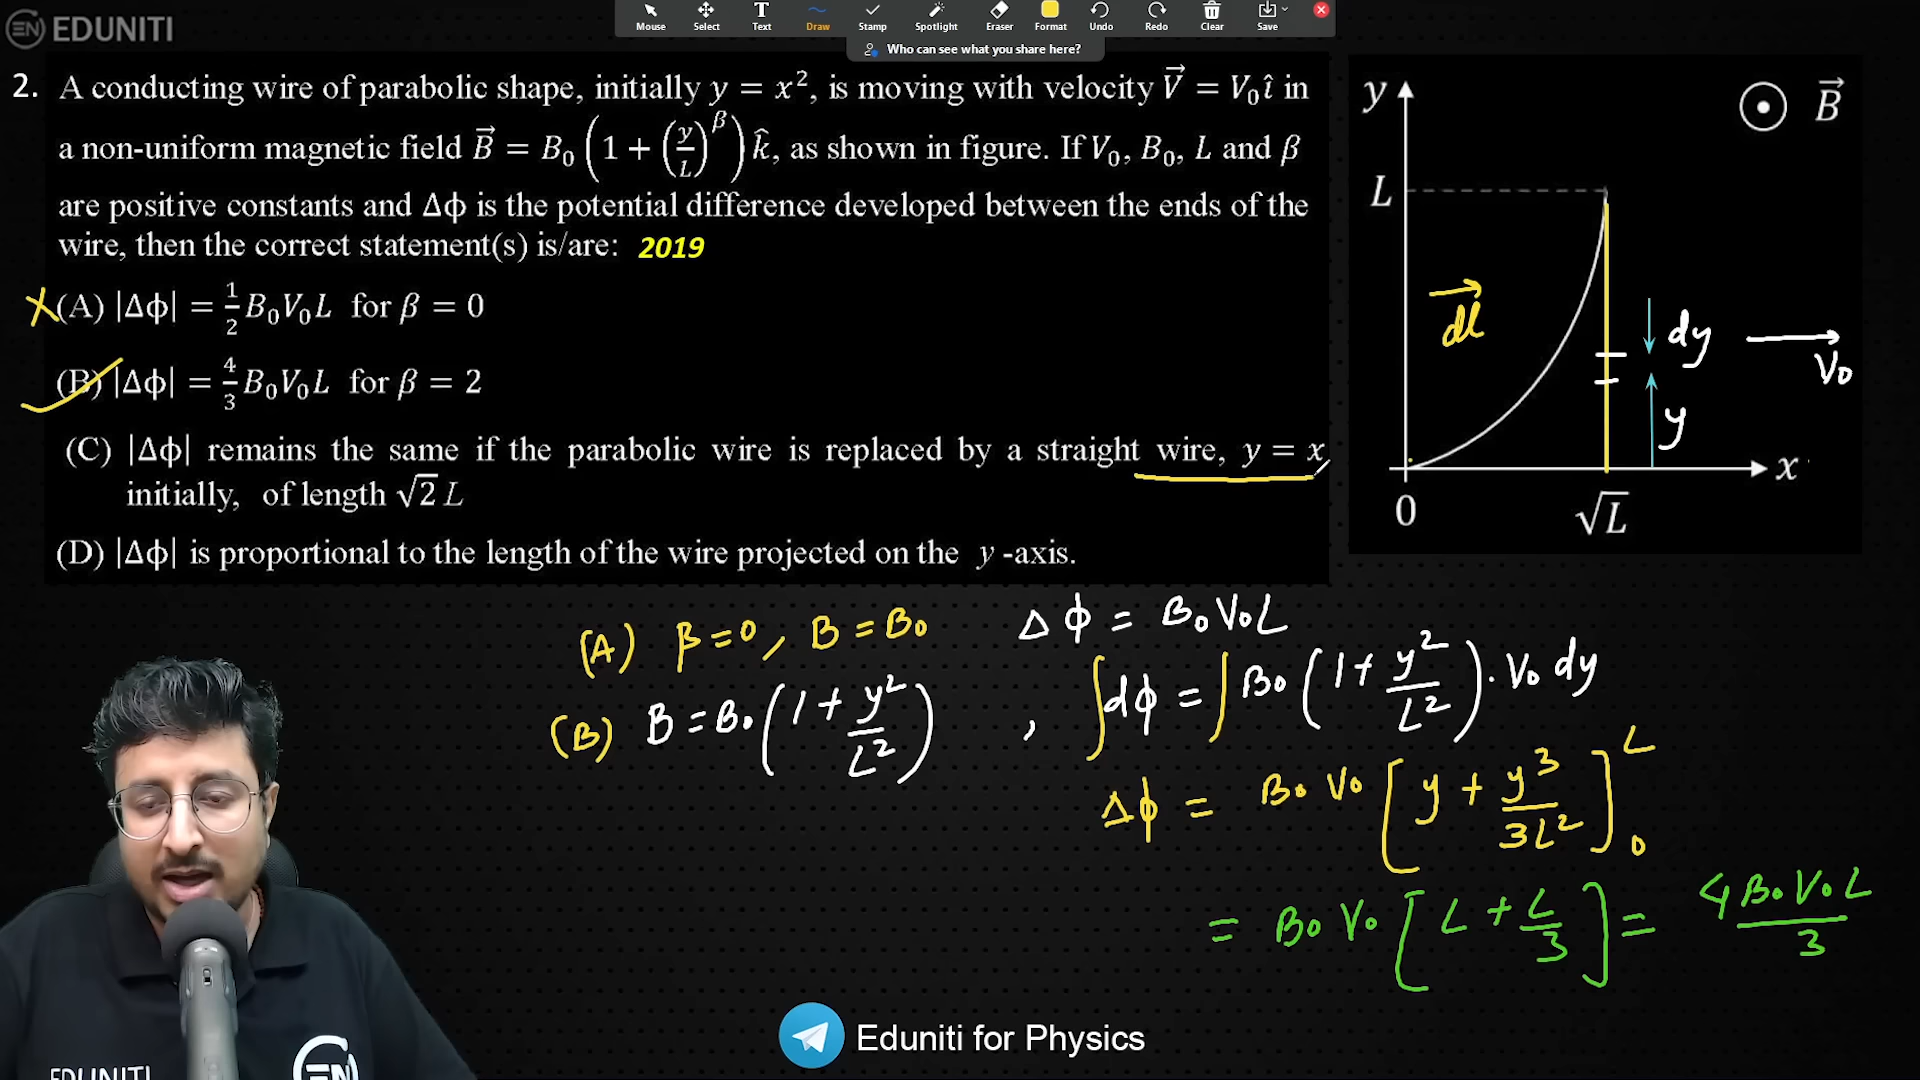 EDUNITI
Mouse Select Text Draw Stamp Spotlight Eraser Format Undo Redo Clear Save
Who can see what you share here?
2. A conducting wire of parabolic shape, initially y = x², is moving with velocity V⃗ = V₀î in
a non-uniform magnetic field B⃗ = B₀(1 + (y/L)^β)k̂, as shown in figure. If V₀, B₀, L and β
are positive constants and Δϕ is the potential difference developed between the ends of the
wire, then the correct statement(s) is/are: 2019
(A) |Δϕ| = 1/2 B₀V₀L for β = 0
(B) |Δϕ| = 4/3 B₀V₀L for β = 2
(C) |Δϕ| remains the same if the parabolic wire is replaced by a straight wire, y = x
initially, of length √2 L
(D) |Δϕ| is proportional to the length of the wire projected on the y-axis.
y
B⃗
L
dl⃗
dy
V₀
y
x
0
√L
(A) β = 0, B = B₀
Δϕ = B₀V₀L
(B) B = B₀(1 + y²/L²), ∫dϕ = ∫B₀(1 + y²/L²)·V₀dy
Δϕ = B₀V₀[y + y³/3L²]₀ᴸ
= B₀V₀[L + L/3] = 4B₀V₀L/3
Eduniti for Physics
EDUNITI
EN